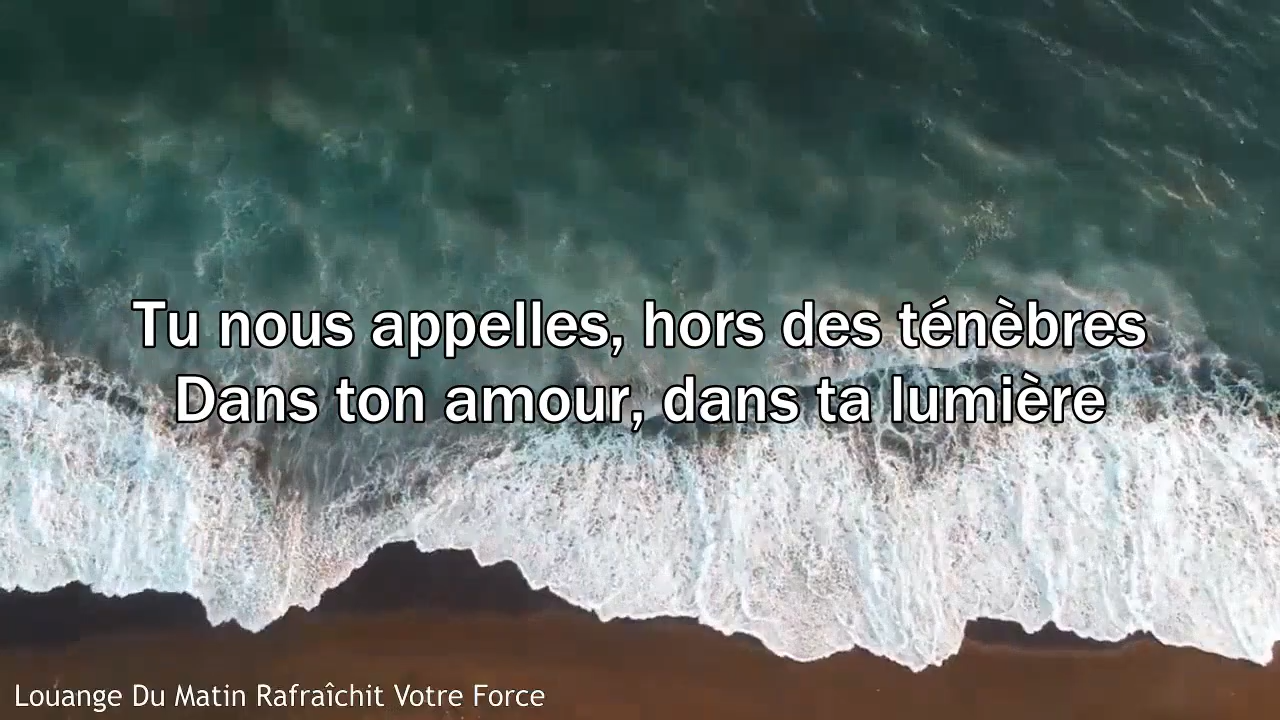 Tu nous appelles, hors des ténèbres
Dans ton amour, dans ta lumière
Louange Du Matin Rafraîchit Votre Force